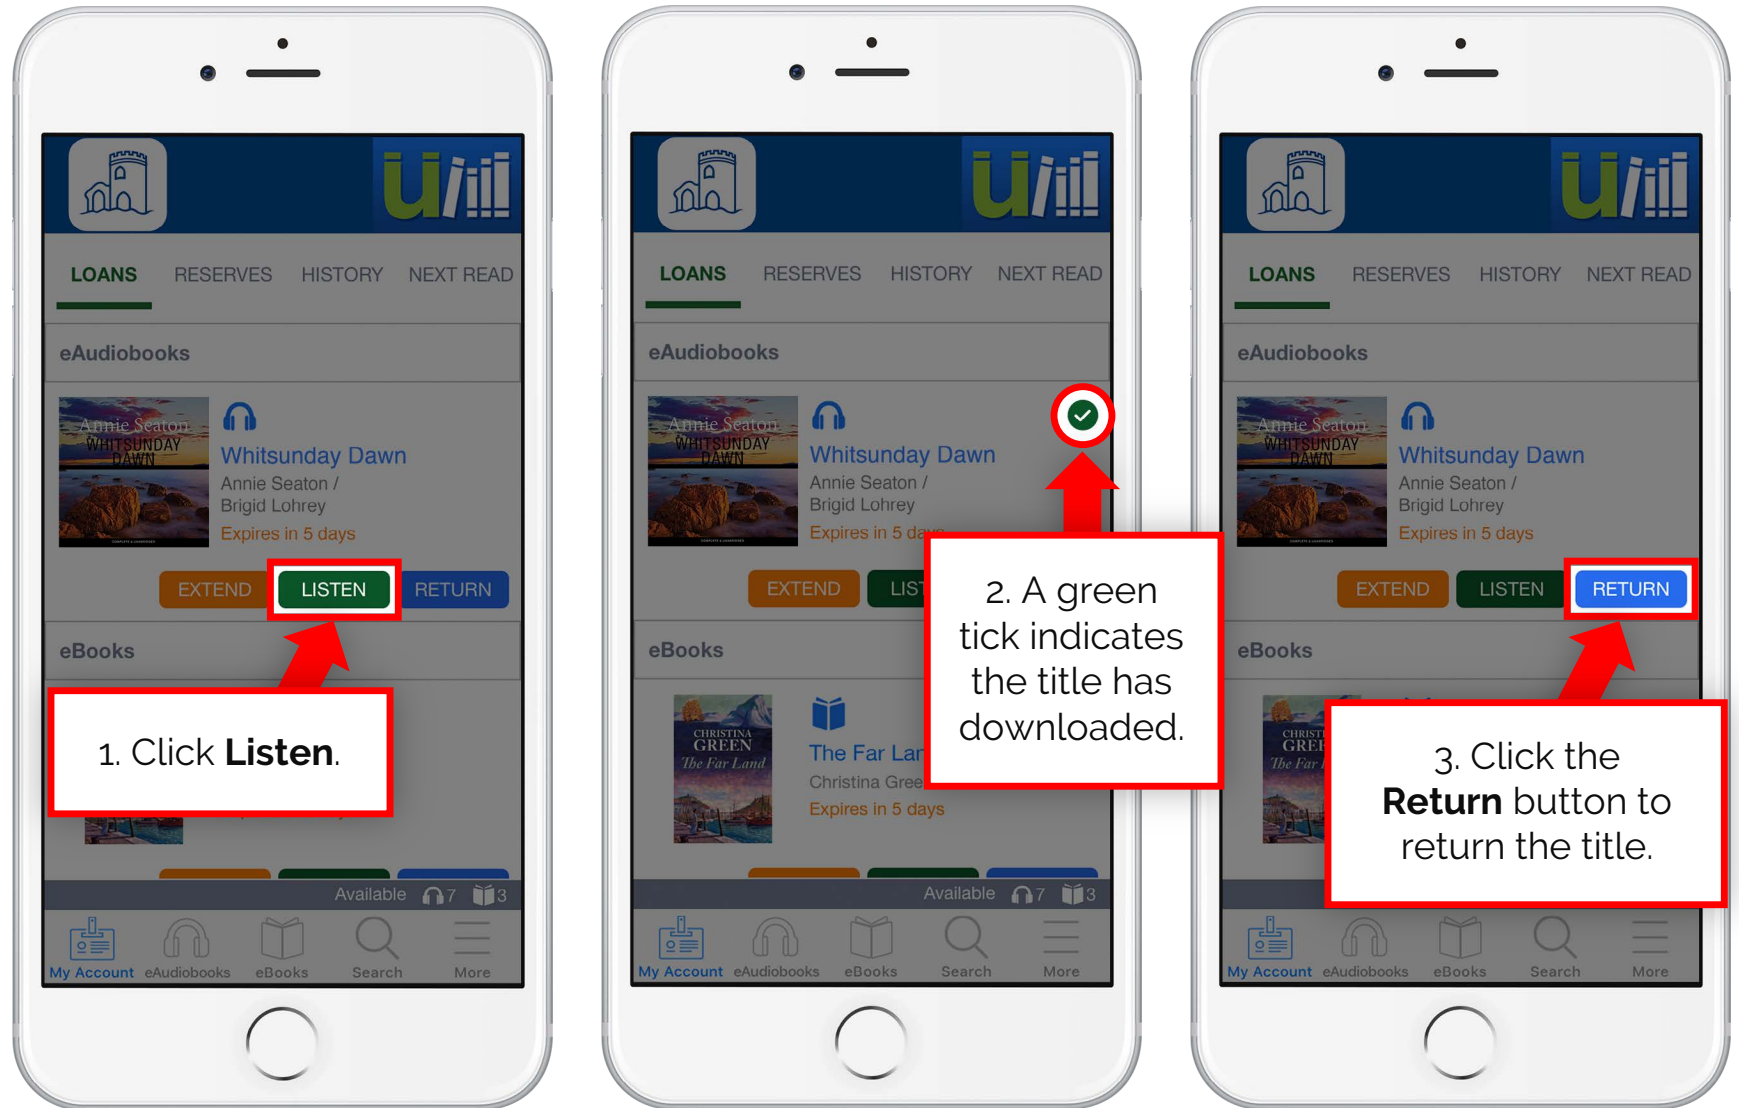 LOANS RESERVES HISTORY NEXT READ
eAudiobooks
Annie Seaton
WHITSUNDAY
DAWN
Whitsunday Dawn
Annie Seaton /
Brigid Lohrey
Expires in 5 days
EXTEND LISTEN RETURN
eBooks
1. Click Listen.
Available 7 3
My Account eAudiobooks eBooks Search More
LOANS RESERVES HISTORY NEXT READ
eAudiobooks
Annie Seaton
WHITSUNDAY
DAWN
Whitsunday Dawn
Annie Seaton /
Brigid Lohrey
Expires in 5 days
EXTEND LIST
2. A green
tick indicates
the title has
downloaded.
eBooks
CHRISTINA
GREEN
The Far Land
The Far Lan
Christina Gree
Expires in 5 days
Available 7 3
My Account eAudiobooks eBooks Search More
LOANS RESERVES HISTORY NEXT READ
eAudiobooks
Annie Seaton
WHITSUNDAY
DAWN
Whitsunday Dawn
Annie Seaton /
Brigid Lohrey
Expires in 5 days
EXTEND LISTEN RETURN
eBooks
3. Click the
Return button to
return the title.
My Account eAudiobooks eBooks Search More